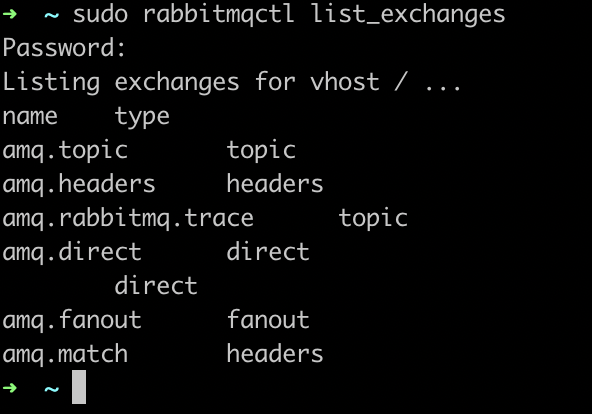 ➜  ~ sudo rabbitmqctl list_exchanges
Password:
Listing exchanges for vhost / ...
name	type
amq.topic	topic
amq.headers	headers
amq.rabbitmq.trace	topic
amq.direct	direct
	direct
amq.fanout	fanout
amq.match	headers
➜  ~